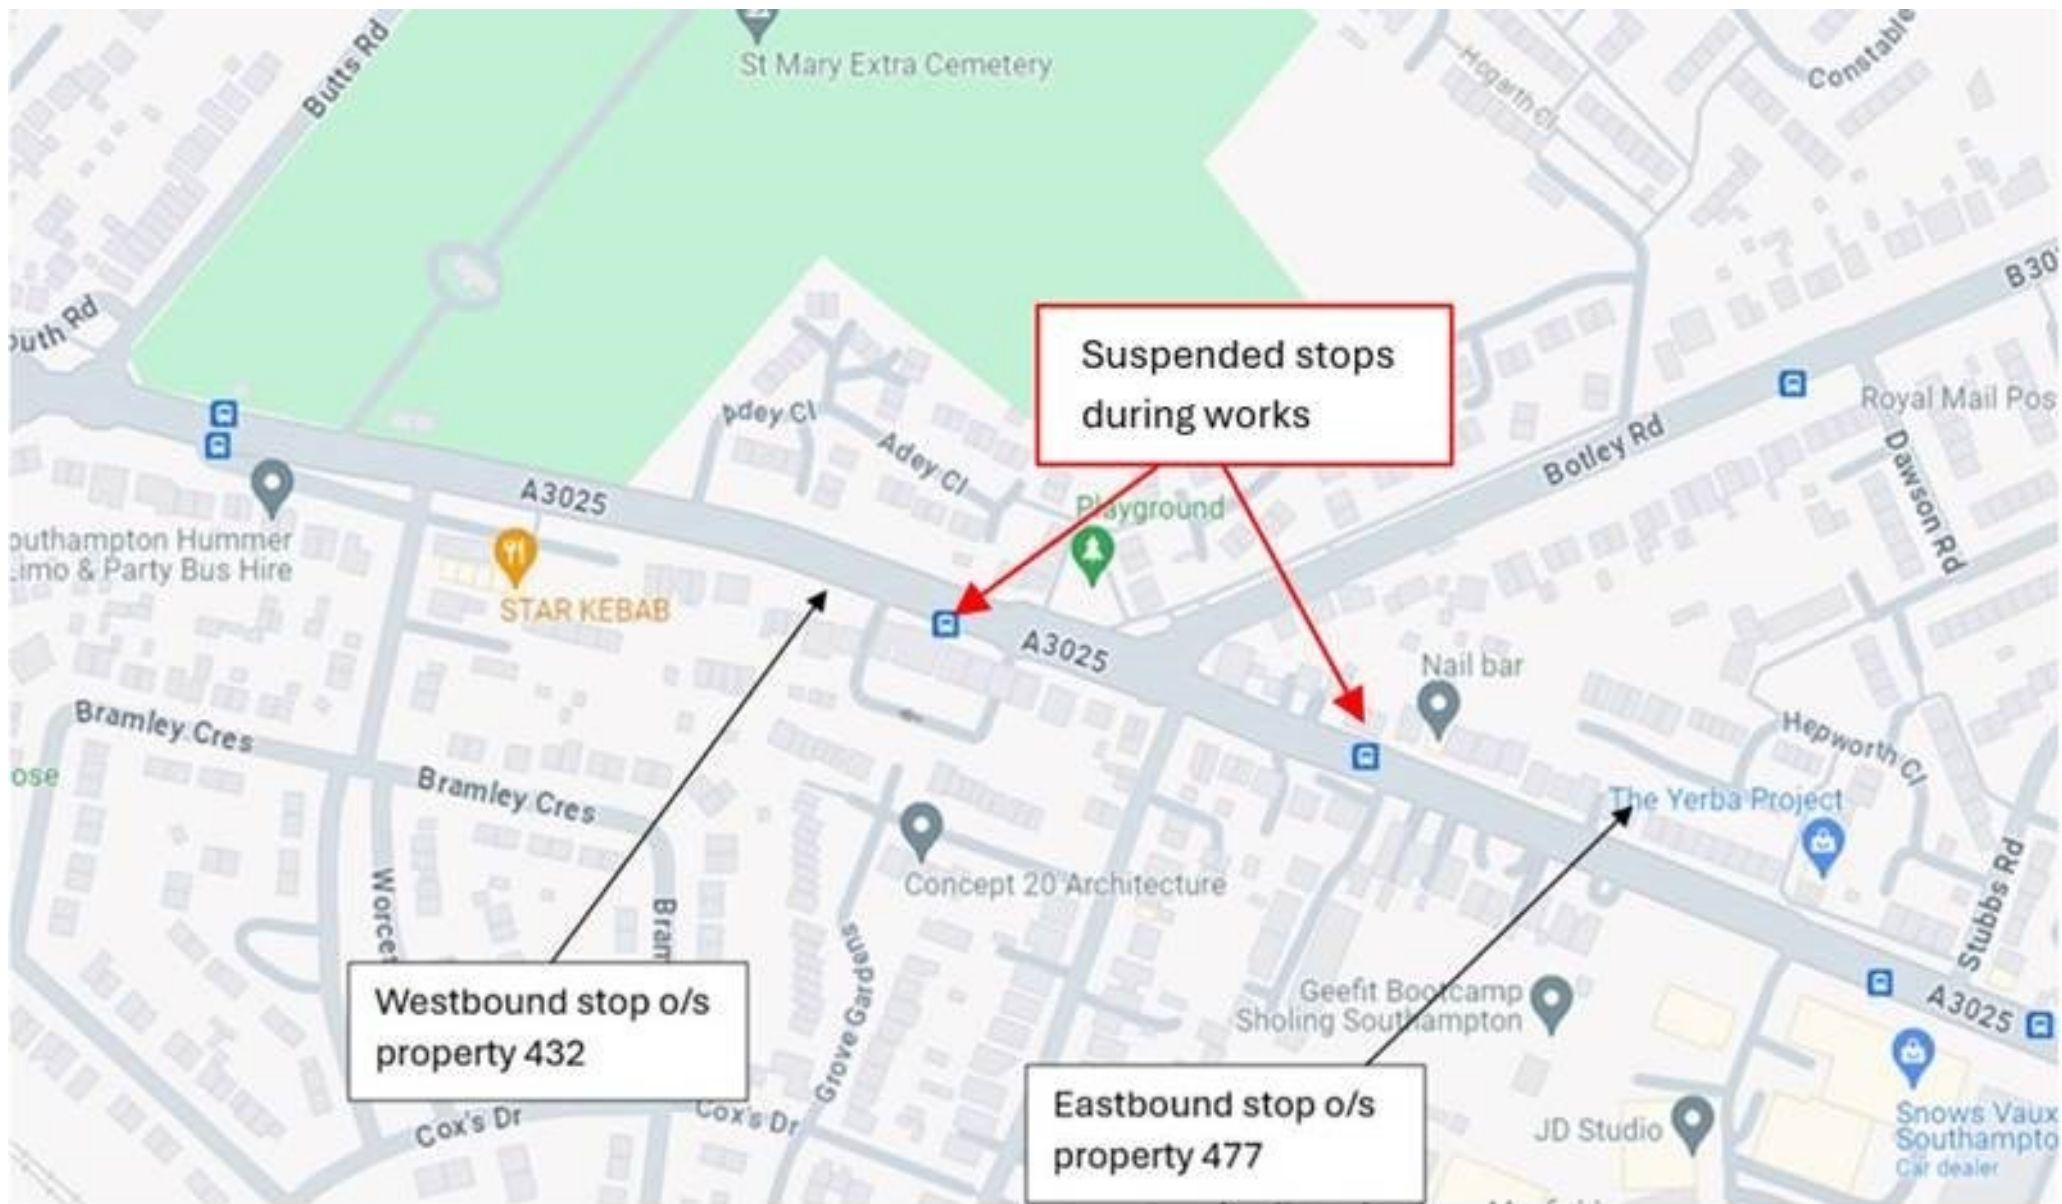 St Mary Extra Cemetery
Butts Rd
Hogarth Cl
Constable
B30
outh Rd
Suspended stops
during works
Royal Mail Pos
Adey Cl
Adey Cl
Botley Rd
Dawson Rd
A3025
Playground
outhampton Hummer
Limo & Party Bus Hire
STAR KEBAB
A3025
Nail bar
Bramley Cres
Hepworth Cl
ose
Bramley Cres
The Yerba Project
Concept 20 Architecture
Worcet
Bram
Grove Gardens
Stubbs Rd
Westbound stop o/s
property 432
Geefit Bootcamp
Sholing Southampton
A3025
Eastbound stop o/s
property 477
Cox's Dr
Cox's Dr
JD Studio
Snows Vaux
Southampto
Car dealer